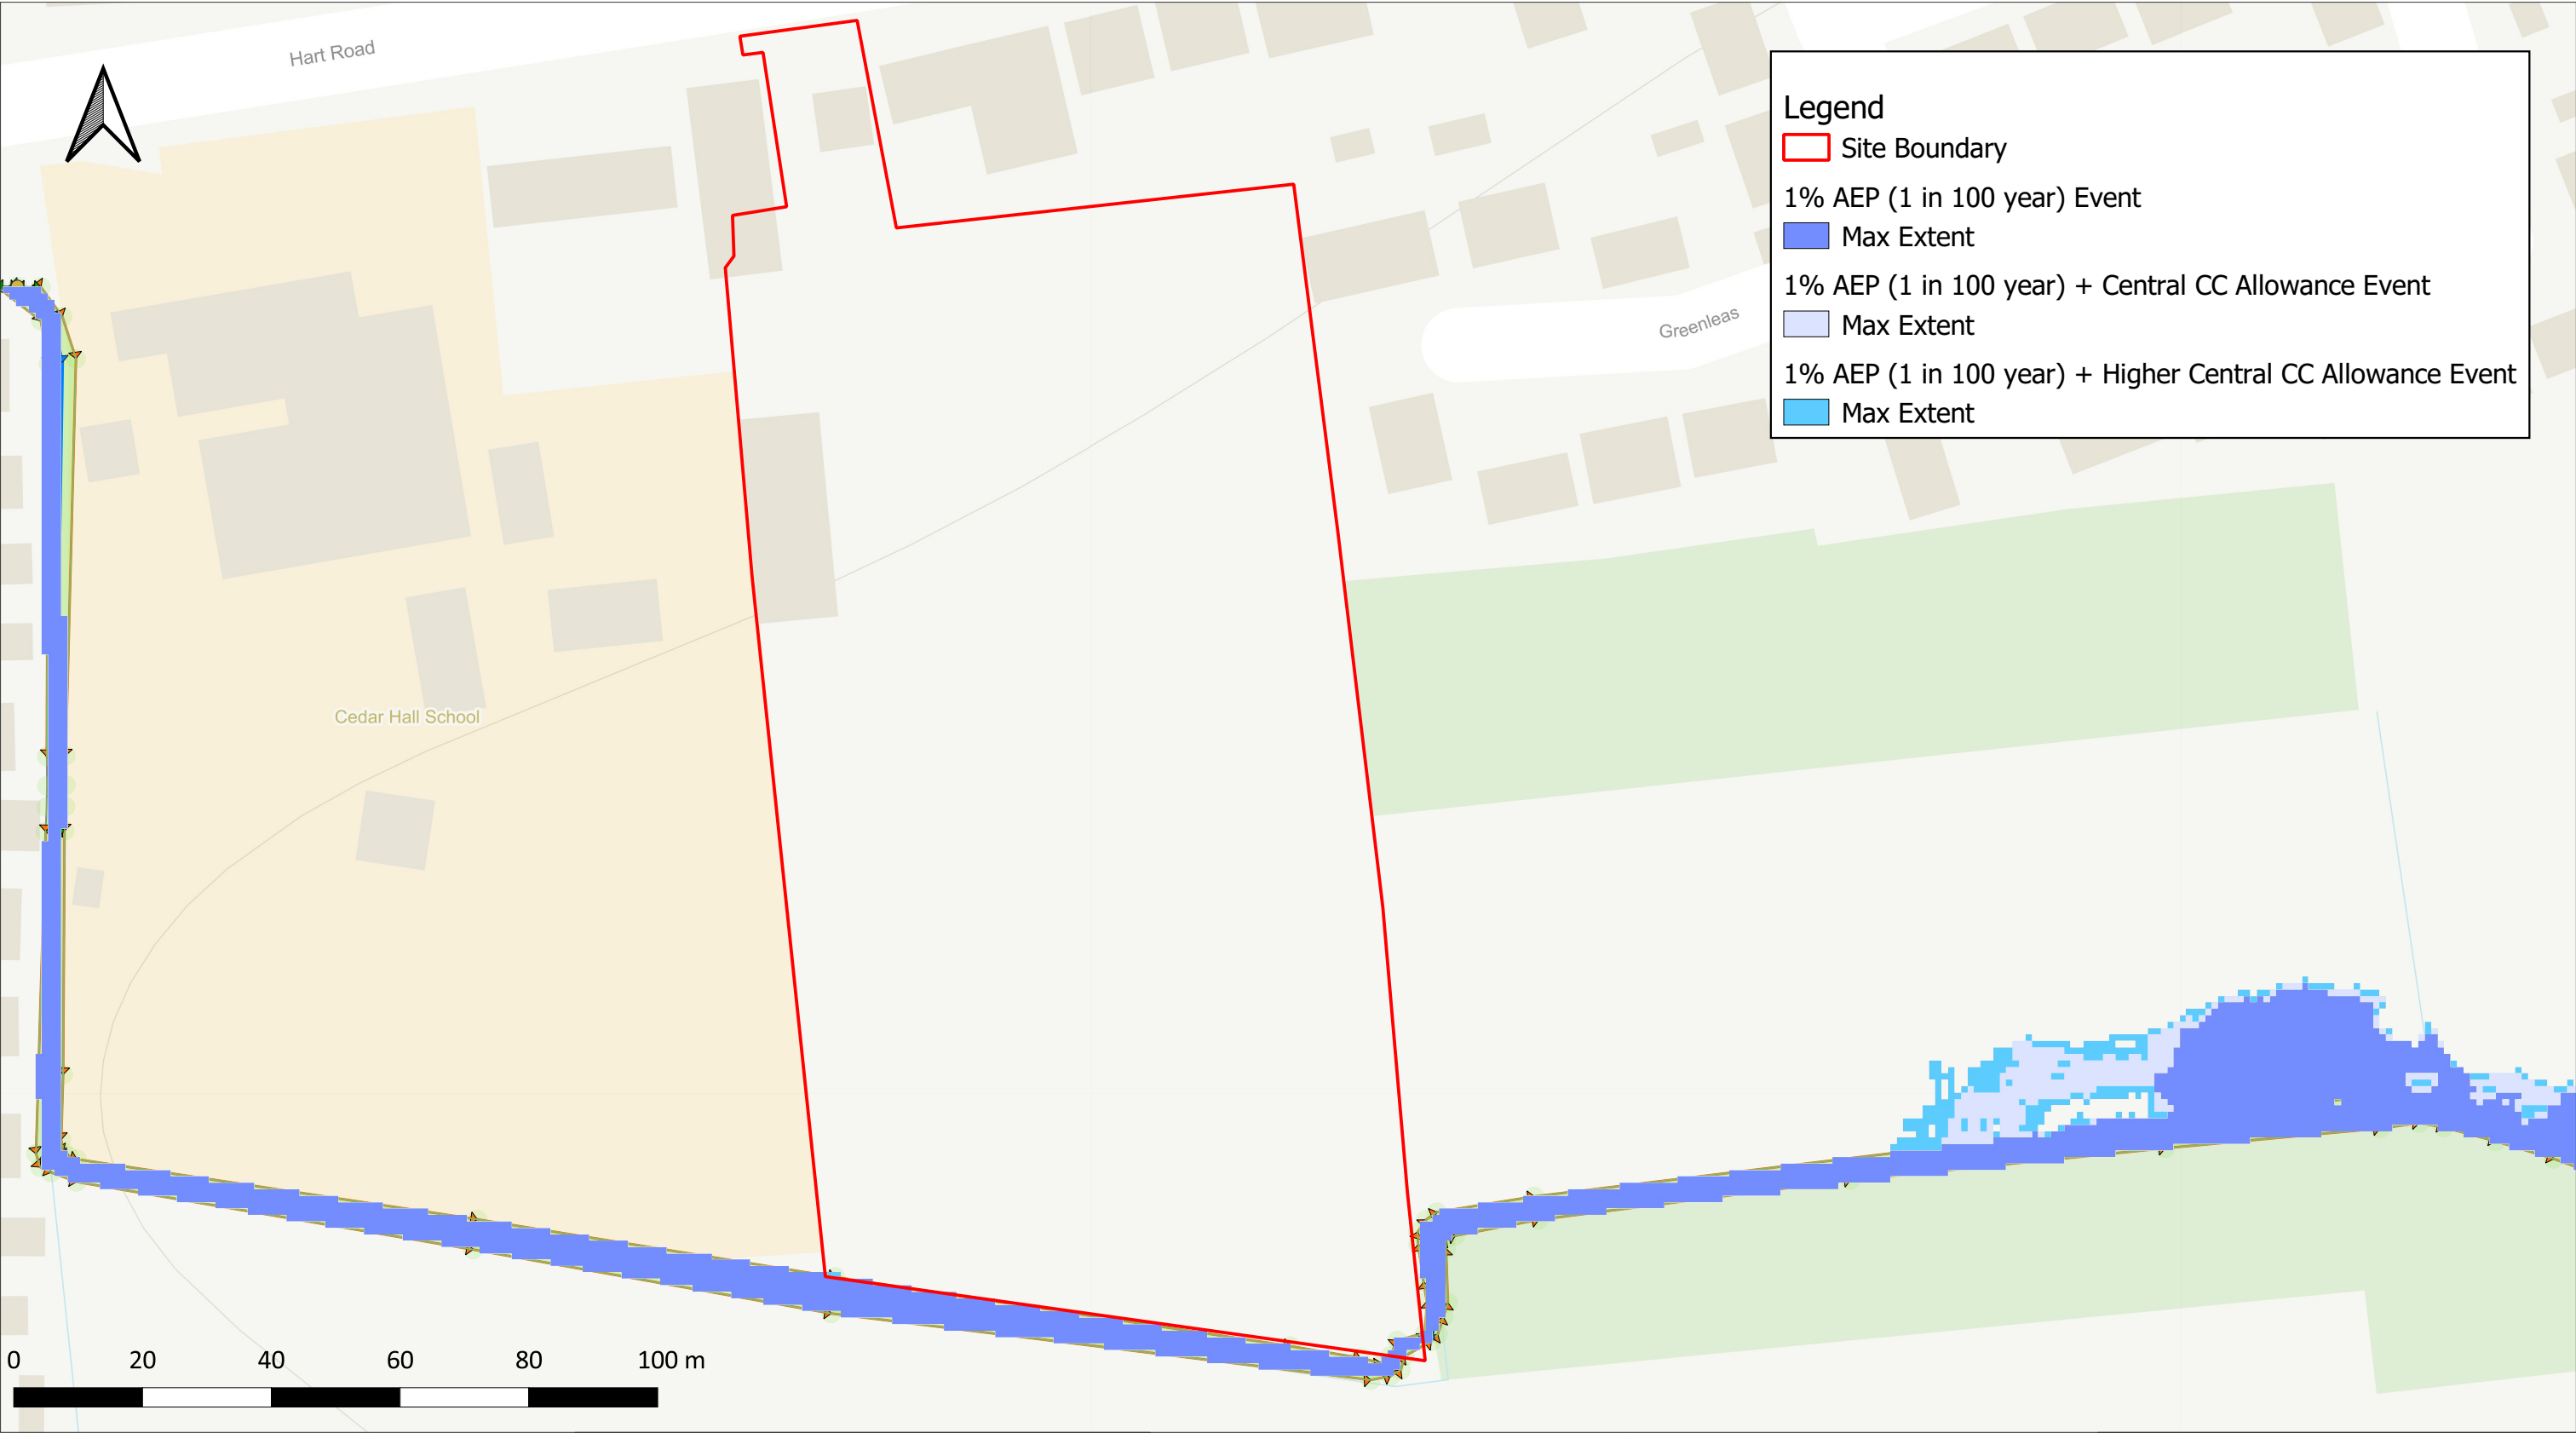 Hart Road
Legend
Site Boundary
1% AEP (1 in 100 year) Event
Max Extent
1% AEP (1 in 100 year) + Central CC Allowance Event
Max Extent
1% AEP (1 in 100 year) + Higher Central CC Allowance Event
Max Extent
Greenleas
Cedar Hall School
0 20 40 60 80 100 m